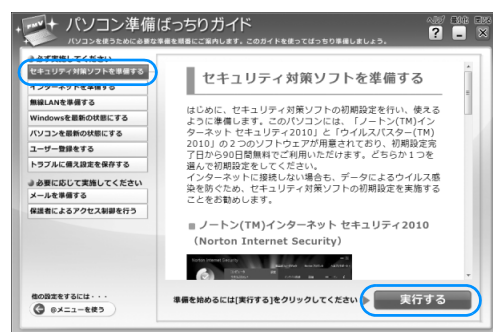 パソコン準備ばっちりガイド
パソコンを使うために必要な準備を順番にご案内します。このガイドを使ってばっちり準備しましょう。
ヘルプ 最小化 閉じる
必ず実施してください
セキュリティ対策ソフトを準備する
インターネットを準備する
無線LANを準備する
Windowsを最新の状態にする
パソコンを最新の状態にする
ユーザー登録をする
トラブルに備え設定を保存する
必要に応じて実施してください
メールを準備する
保護者によるアクセス制御を行う
他の設定をするには・・・
@メニューを使う
セキュリティ対策ソフトを準備する
はじめに、セキュリティ対策ソフトの初期設定を行い、使える
ように準備します。このパソコンには、「ノートン(TM)イン
ターネット セキュリティ2010」と「ウイルスバスター(TM)
2010」の２つのソフトウェアが用意されており、初期設定完
了日から90日間無料でご利用いただけます。どちらか１つを
選んで初期設定をしてください。
インターネットに接続しない場合も、データによるウイルス感
染を防ぐため、セキュリティ対策ソフトの初期設定を実施する
ことをお勧めします。
■ ノートン(TM)インターネット セキュリティ2010
（Norton Internet Security）
準備を始めるには[実行する]をクリックしてください
実行する